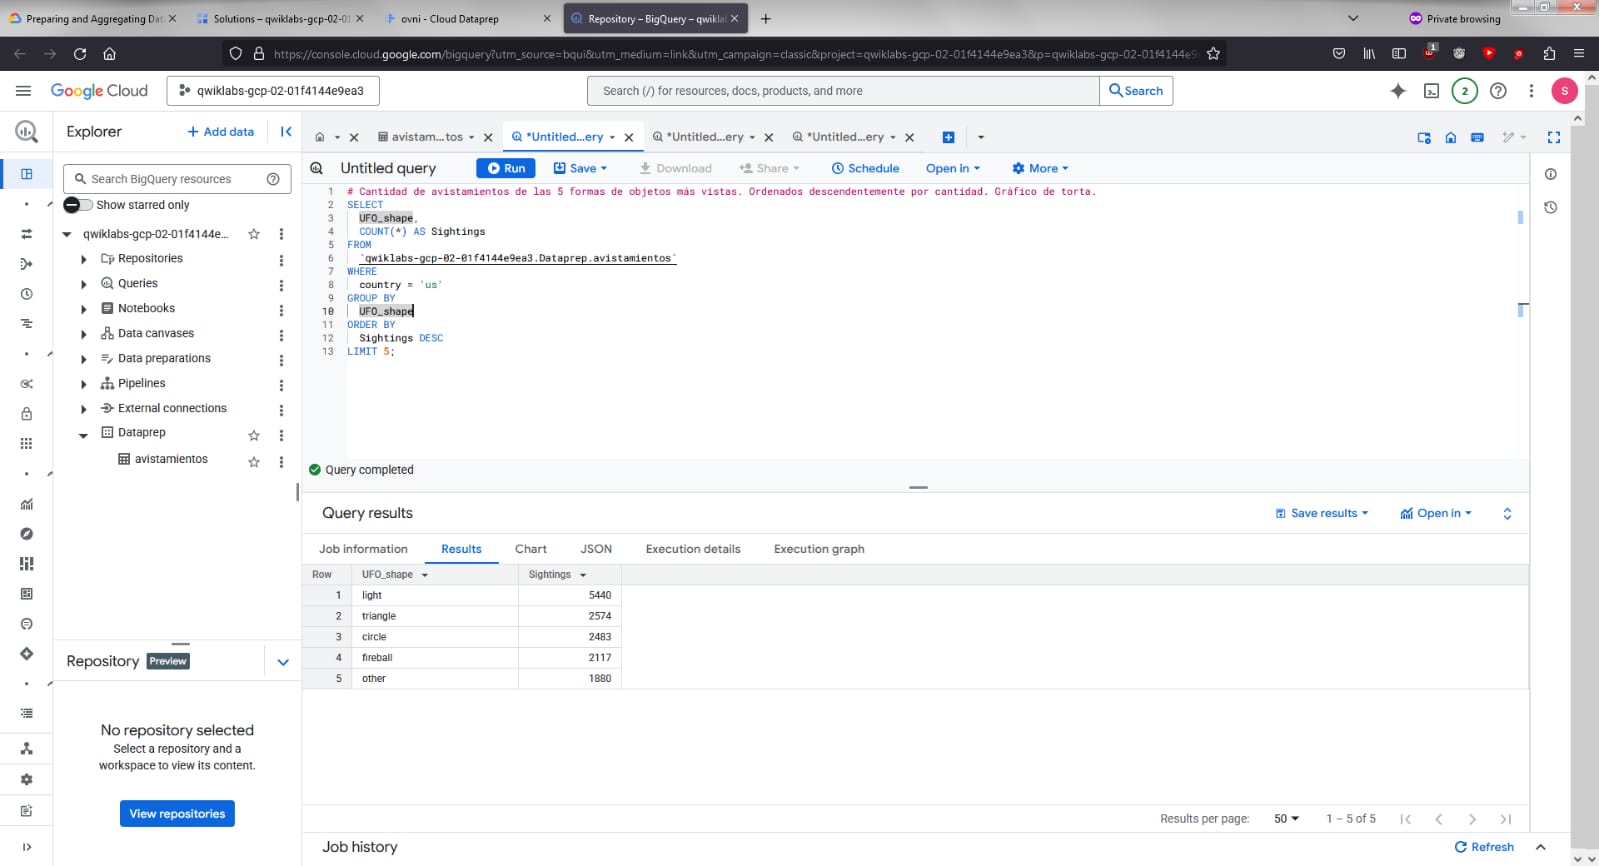 Preparing and Aggregating Dat
Solutions – qwiklabs-gcp-02-01
ovni - Cloud Dataprep
Repository – BigQuery – qwikla
Private browsing
https://console.cloud.google.com/bigquery?utm_source=bqui&utm_medium=link&utm_campaign=classic&project=qwiklabs-gcp-02-01f4144e9ea3&p=qwiklabs-gcp-02-01f4144e9e
1
Google Cloud
qwiklabs-gcp-02-01f4144e9ea3
Search (/) for resources, docs, products, and more
Search
2
S
Explorer
+ Add data
avistam...tos
*Untitled...ery
*Untitled...ery
*Untitled...ery
Untitled query
Run
Save
Download
Share
Schedule
Open in
More
Search BigQuery resources
Show starred only
qwiklabs-gcp-02-01f4144e...
Repositories
Queries
Notebooks
Data canvases
Data preparations
Pipelines
External connections
Dataprep
avistamientos
1 # Cantidad de avistamientos de las 5 formas de objetos más vistas. Ordenados descendentemente por cantidad. Gráfico de torta.
2 SELECT
3 UFO_shape,
4 COUNT(*) AS Sightings
5 FROM
6 `qwiklabs-gcp-02-01f4144e9ea3.Dataprep.avistamientos`
7 WHERE
8 country = 'us'
9 GROUP BY
10 UFO_shape
11 ORDER BY
12 Sightings DESC
13 LIMIT 5;
Query completed
Query results
Save results
Open in
Job information
Results
Chart
JSON
Execution details
Execution graph
Row UFO_shape Sightings
1 light 5440
2 triangle 2574
3 circle 2483
4 fireball 2117
5 other 1880
Repository Preview
No repository selected
Select a repository and a
workspace to view its content.
View repositories
Results per page: 50 1 – 5 of 5
Job history
Refresh